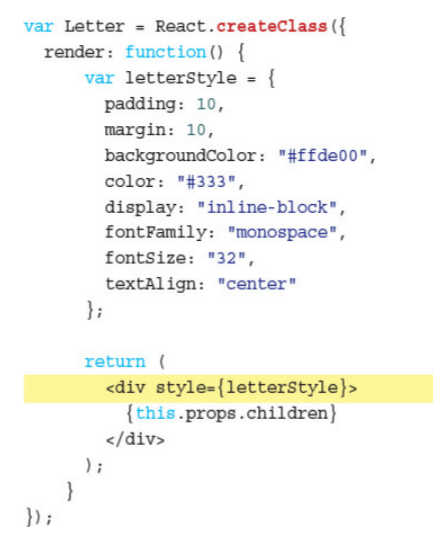 var Letter = React.createClass({
  render: function() {
      var letterStyle = {
        padding: 10,
        margin: 10,
        backgroundColor: "#ffde00",
        color: "#333",
        display: "inline-block",
        fontFamily: "monospace",
        fontSize: "32",
        textAlign: "center"
      };

      return (
        <div style={letterStyle}>
          {this.props.children}
        </div>
      );
    }
});